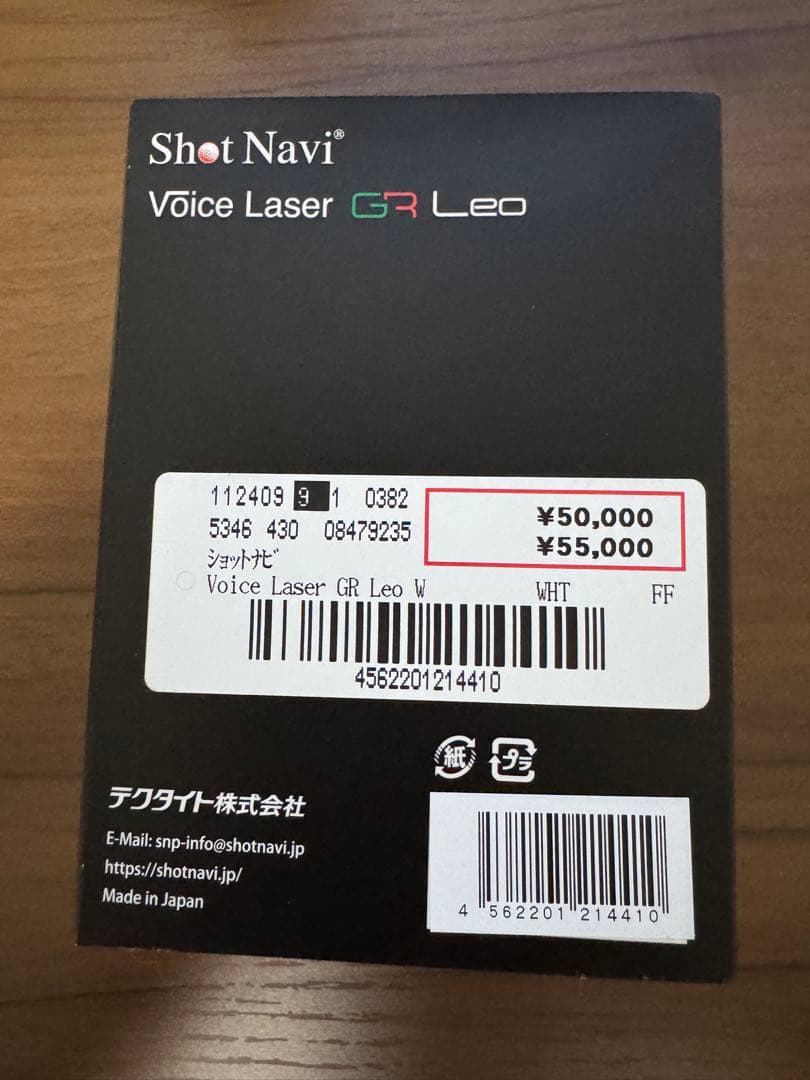 Shot Navi®
Voice Laser GR Leo
112409 9 1 0382
5346 430 08479235
ショットナビ
¥50,000
¥55,000
Voice Laser GR Leo W WHT FF
4562201214410
紙
プラ
テクタイト株式会社
E-Mail: snp-info@shotnavi.jp
https://shotnavi.jp/
Made in Japan
4 562201 214410